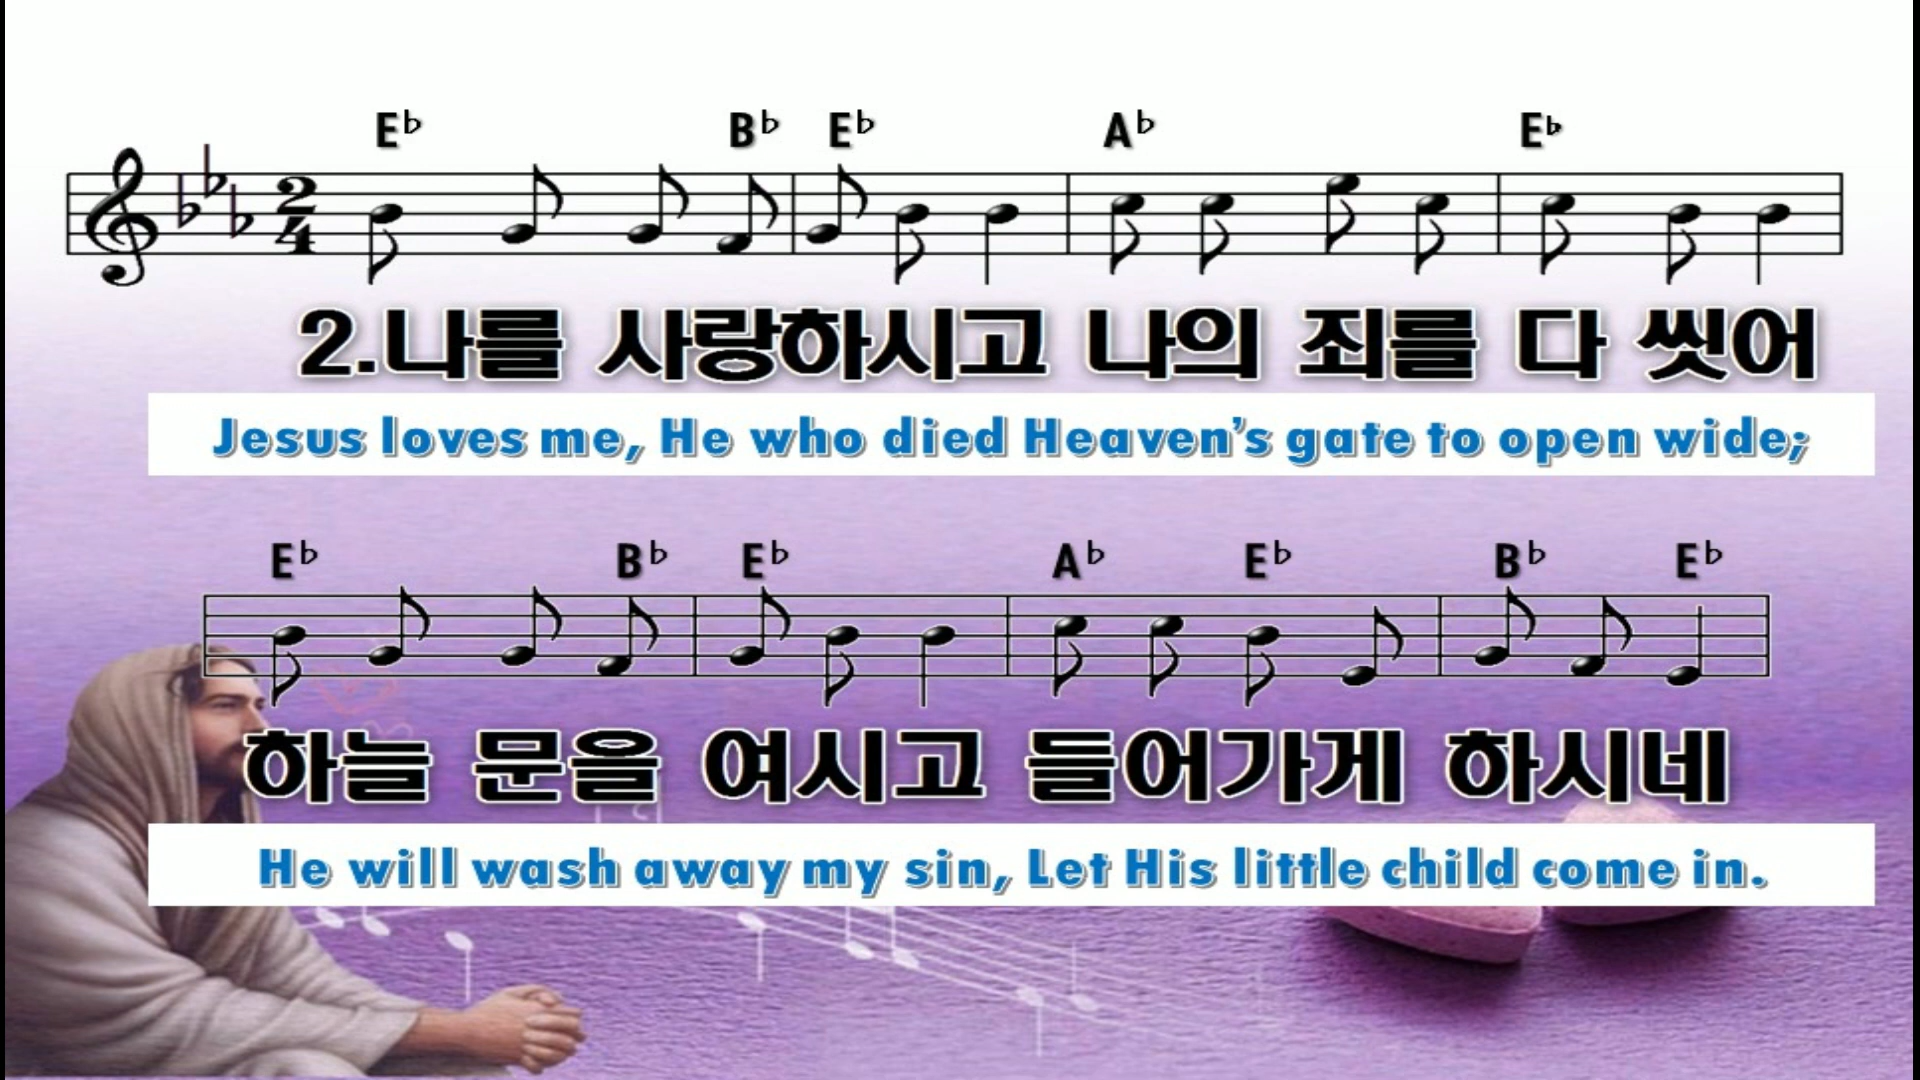 E♭ B♭ E♭ A♭ E♭
2
4
2.나를 사랑하시고 나의 죄를 다 씻어
Jesus loves me, He who died Heaven's gate to open wide;
E♭ B♭ E♭ A♭ E♭ B♭ E♭
하늘 문을 여시고 들어가게 하시네
He will wash away my sin, Let His little child come in.